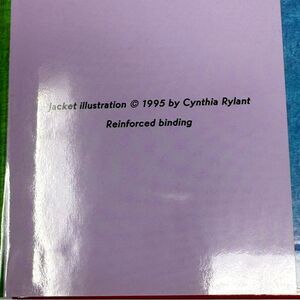 Jacket illustration © 1995 by Cynthia Rylant
Reinforced binding